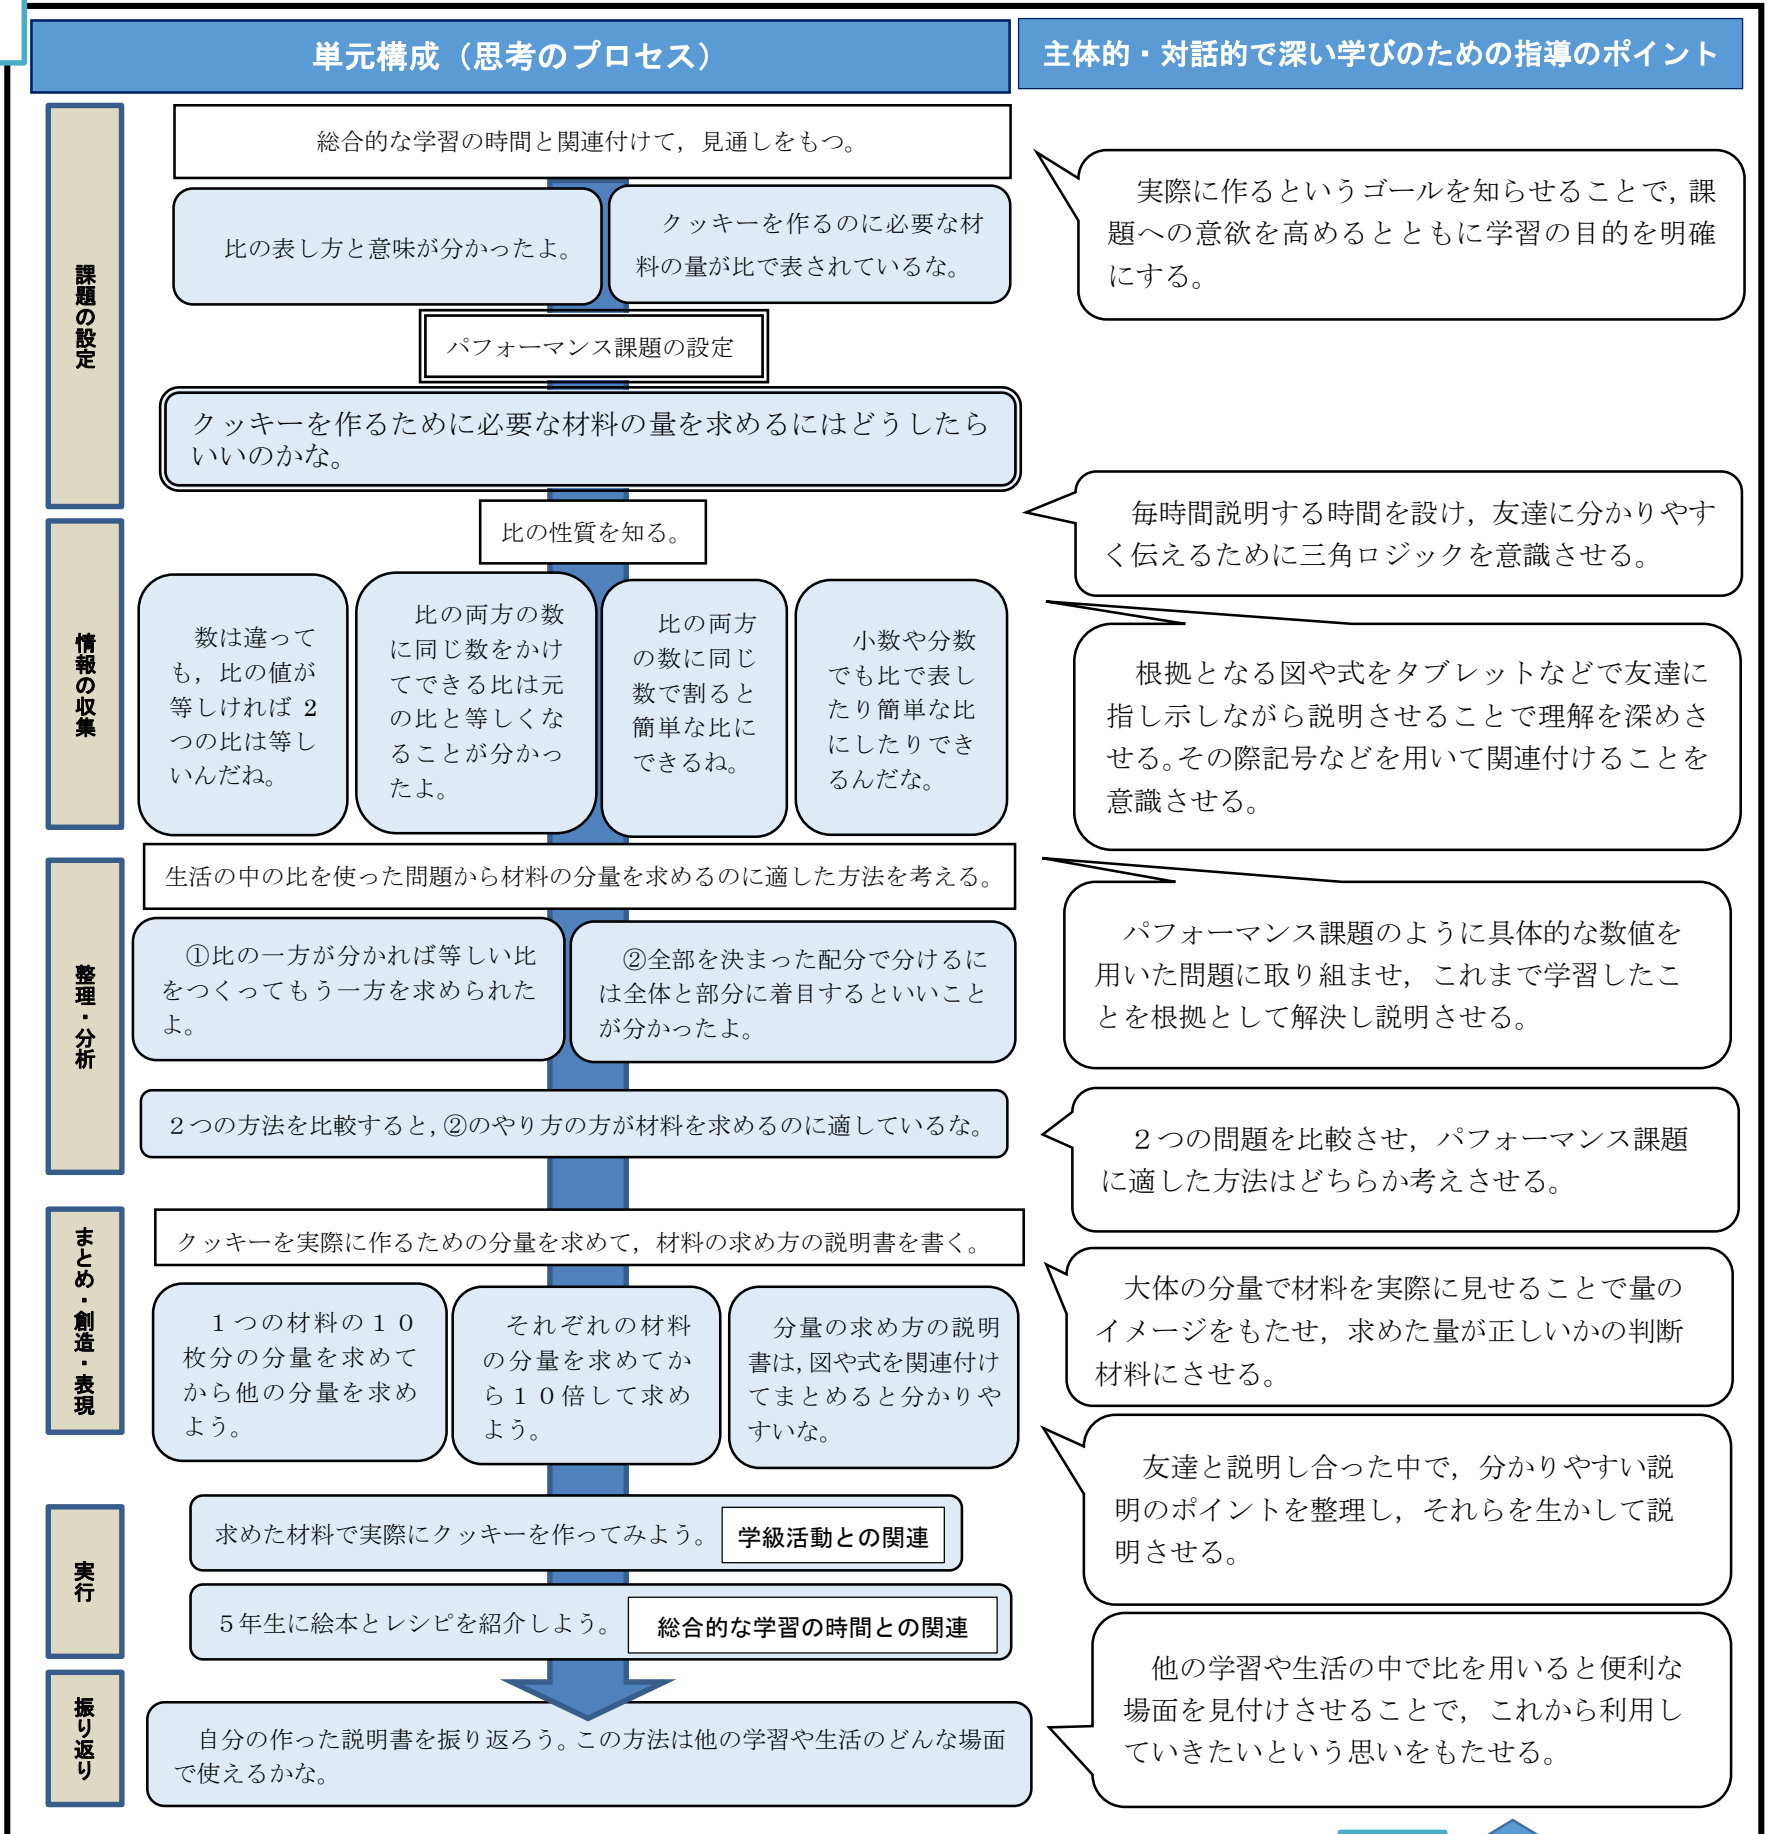 単元構成（思考のプロセス）
主体的・対話的で深い学びのための指導のポイント
課題の設定
総合的な学習の時間と関連付けて，見通しをもつ。
比の表し方と意味が分かったよ。
クッキーを作るのに必要な材
料の量が比で表されているな。
パフォーマンス課題の設定
クッキーを作るために必要な材料の量を求めるにはどうしたら
いいのかな。
実際に作るというゴールを知らせることで，課
題への意欲を高めるとともに学習の目的を明確
にする。
情報の収集
比の性質を知る。
数は違って
も，比の値が
等しければ２
つの比は等し
いんだね。
比の両方の数
に同じ数をかけ
てできる比は元
の比と等しくな
ることが分かっ
たよ。
比の両方
の数に同じ
数で割ると
簡単な比に
できるね。
小数や分数
でも比で表し
たり簡単な比
にしたりでき
るんだな。
毎時間説明する時間を設け，友達に分かりやす
く伝えるために三角ロジックを意識させる。
根拠となる図や式をタブレットなどで友達に
指し示しながら説明させることで理解を深めさ
せる。その際記号などを用いて関連付けることを
意識させる。
整理・分析
生活の中の比を使った問題から材料の分量を求めるのに適した方法を考える。
①比の一方が分かれば等しい比
をつくってもう一方を求められた
よ。
②全部を決まった配分で分けるに
は全体と部分に着目するといいこと
が分かったよ。
２つの方法を比較すると，②のやり方の方が材料を求めるのに適しているな。
パフォーマンス課題のように具体的な数値を
用いた問題に取り組ませ，これまで学習したこ
とを根拠として解決し説明させる。
２つの問題を比較させ，パフォーマンス課題
に適した方法はどちらか考えさせる。
まとめ・創造・表現
クッキーを実際に作るための分量を求めて，材料の求め方の説明書を書く。
１つの材料の１０
枚分の分量を求めて
から他の分量を求め
よう。
それぞれの材料
の分量を求めてか
ら１０倍して求め
よう。
分量の求め方の説明
書は，図や式を関連付け
てまとめると分かりや
すいな。
大体の分量で材料を実際に見せることで量の
イメージをもたせ，求めた量が正しいかの判断
材料にさせる。
友達と説明し合った中で，分かりやすい説
明のポイントを整理し，それらを生かして説
明させる。
実行
求めた材料で実際にクッキーを作ってみよう。
学級活動との関連
５年生に絵本とレシピを紹介しよう。
総合的な学習の時間との関連
振り返り
自分の作った説明書を振り返ろう。この方法は他の学習や生活のどんな場面
で使えるかな。
他の学習や生活の中で比を用いると便利な
場面を見付けさせることで，これから利用し
ていきたいという思いをもたせる。